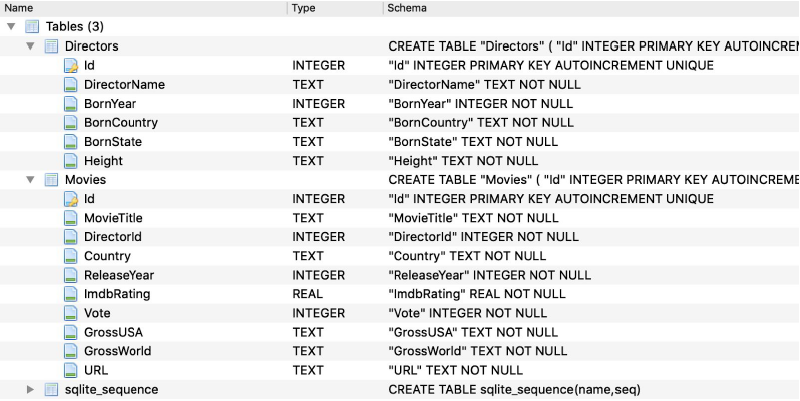 Name Type Schema
Tables (3)
Directors CREATE TABLE "Directors" ( "Id" INTEGER PRIMARY KEY AUTOINCREM
Id INTEGER "Id" INTEGER PRIMARY KEY AUTOINCREMENT UNIQUE
DirectorName TEXT "DirectorName" TEXT NOT NULL
BornYear INTEGER "BornYear" INTEGER NOT NULL
BornCountry TEXT "BornCountry" TEXT NOT NULL
BornState TEXT "BornState" TEXT NOT NULL
Height TEXT "Height" TEXT NOT NULL
Movies CREATE TABLE "Movies" ( "Id" INTEGER PRIMARY KEY AUTOINCREME
Id INTEGER "Id" INTEGER PRIMARY KEY AUTOINCREMENT UNIQUE
MovieTitle TEXT "MovieTitle" TEXT NOT NULL
DirectorId INTEGER "DirectorId" INTEGER NOT NULL
Country TEXT "Country" TEXT NOT NULL
ReleaseYear INTEGER "ReleaseYear" INTEGER NOT NULL
ImdbRating REAL "ImdbRating" REAL NOT NULL
Vote INTEGER "Vote" INTEGER NOT NULL
GrossUSA TEXT "GrossUSA" TEXT NOT NULL
GrossWorld TEXT "GrossWorld" TEXT NOT NULL
URL TEXT "URL" TEXT NOT NULL
sqlite_sequence CREATE TABLE sqlite_sequence(name,seq)